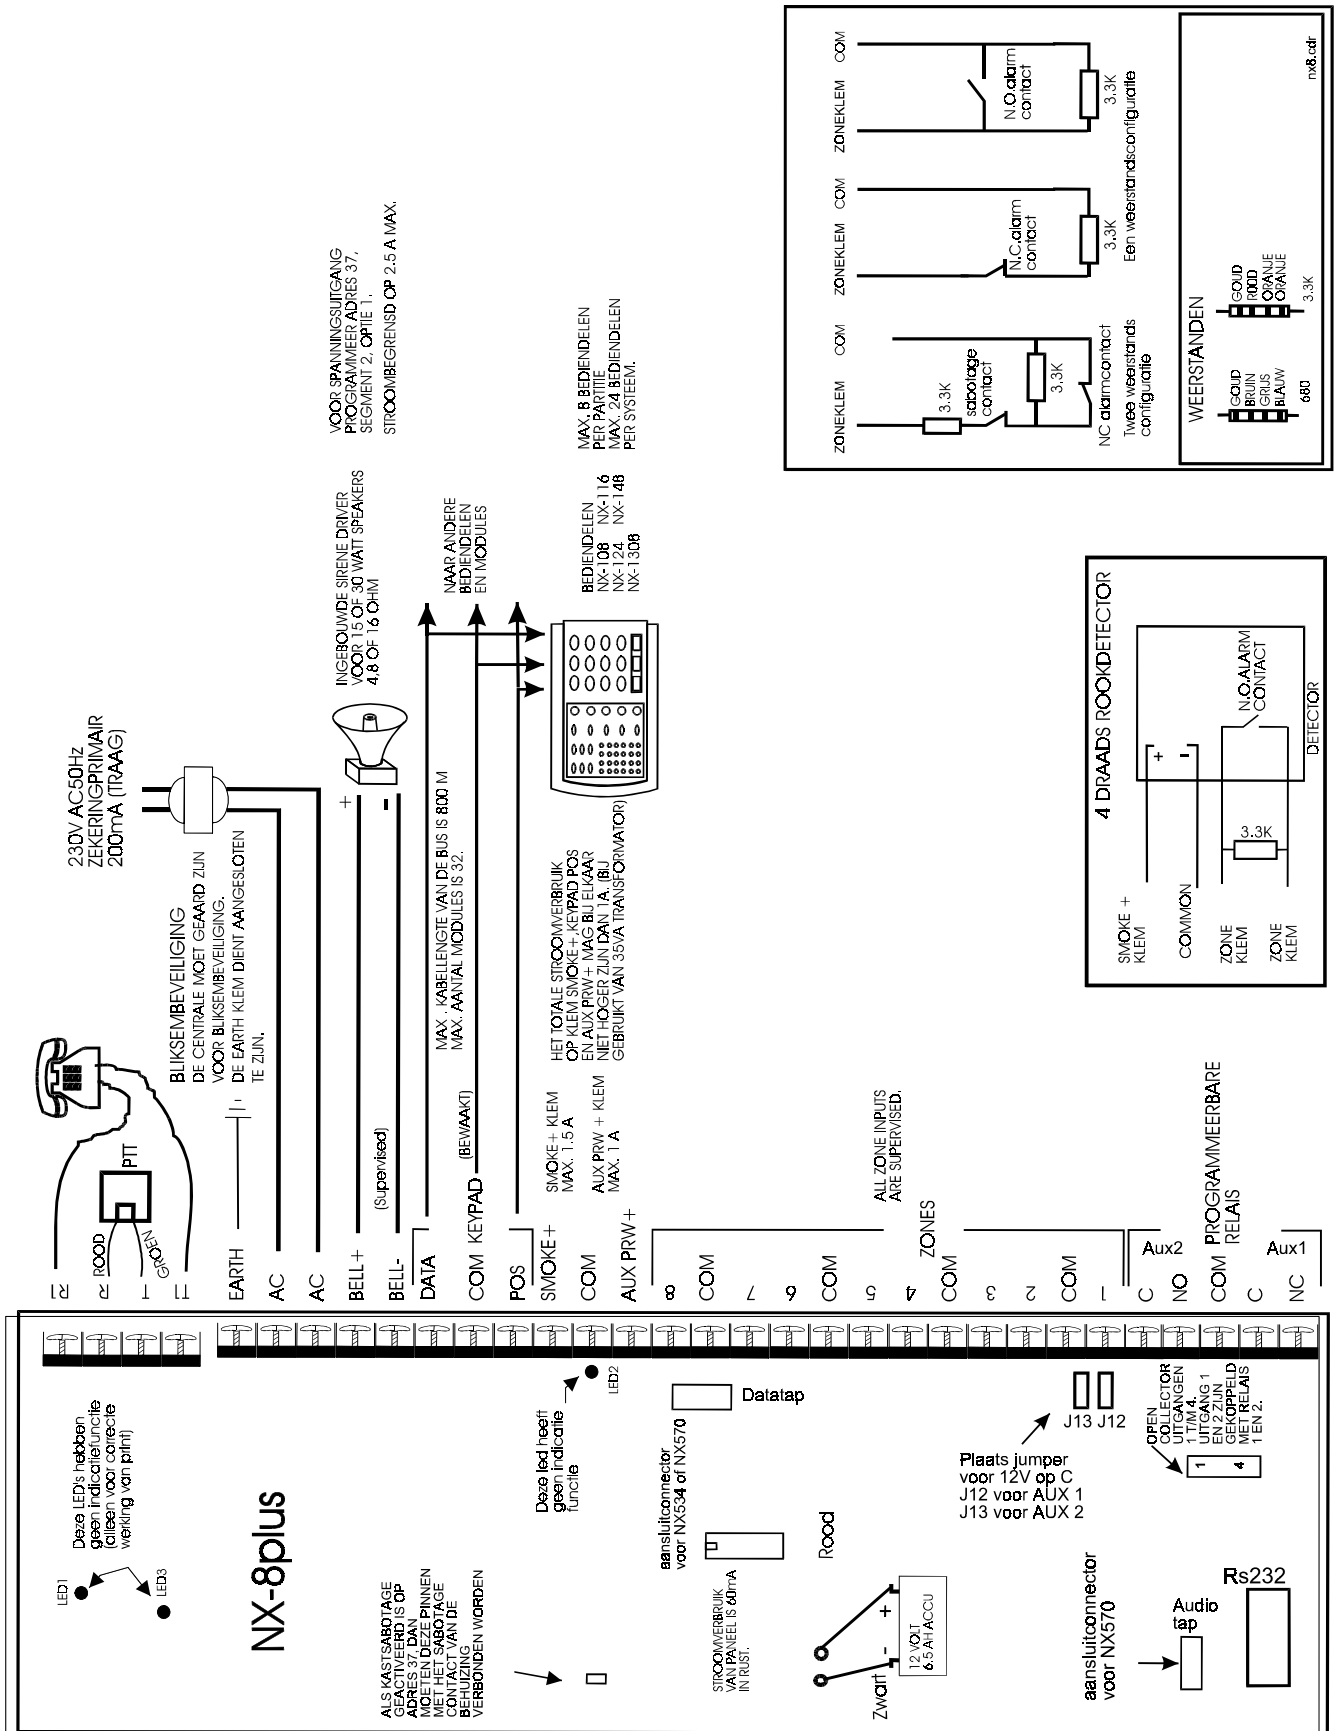 230V AC50Hz
ZEKERINGPRIMAIR
200mA (TRAAG)
BLIKSEMBEVEILIGING
DE CENTRALE MOET GEAARD ZIJN
VOOR BLIKSEMBEVEILIGING.
DE EARTH KLEM DIENT AANGESLOTEN
TE ZIJN.
PTT
ROOD
GROEN
VOOR SPANNINGSUITGANG
PROGRAMMEER ADRES 37,
SEGMENT 2, OPTIE 1.
STROOMBEGRENSD OP 2.5 A MAX.
INGEBOUWDE SIRENE DRIVER
VOOR 15 OF 30 WATT SPEAKERS
4,8 OF 16 OHM
+
-
(Supervised)
NAAR ANDERE
BEDIENDELEN
EN MODULES
MAX . KABELLENGTE VAN DE BUS IS 800 M
MAX. AANTAL MODULES IS 32.
(BEWAAKT)
BEDIENDELEN
NX-108 NX-116
NX-124 NX-148
NX-1308
MAX. 8 BEDIENDELEN
PER PARTITIE
MAX. 24 BEDIENDELEN
PER SYSTEEM.
HET TOTALE STROOMVERBRUIK
OP KLEM SMOKE+,KEYPAD POS
EN AUX PRW+ MAG BIJ ELKAAR
NIET HOGER ZIJN DAN 1A. (BIJ
GEBRUIKT VAN 35VA TRANSFORMATOR)
SMOKE+ KLEM
MAX. 1.5 A
AUX PRW + KLEM
MAX. 1 A
ALL ZONE INPUTS
ARE SUPERVISED.
R1
R
T
T1
EARTH
AC
AC
BELL+
BELL-
DATA
COM KEYPAD
POS
SMOKE+
COM
AUX PRW+
8
COM
7
6
COM
5
4
ZONES
COM
3
2
COM
1
C
Aux2
NO
COM
PROGRAMMEERBARE
RELAIS
C
Aux1
NC
LED1
LED3
Deze LED's hebben
geen indicatiefunctie
(alleen voor correcte
werking van print)
NX-8plus
ALS KASTSABOTAGE
GEACTIVEERD IS OP
ADRES 37, DAN
MOETEN DEZE PINNEN
MET HET SABOTAGE
CONTACT VAN DE
BEHUIZING
VERBONDEN WORDEN
Deze led heeft
geen indicatie
functie
LED2
aansluitconnector
voor NX534 of NX570
Datatap
STROOMVERBRUIK
VAN PANEEL IS 60mA
IN RUST.
Rood
Zwart
- +
12 VOLT
6.5 AH ACCU
Plaats jumper
voor 12V op C
J12 voor AUX 1
J13 voor AUX 2
J13 J12
OPEN
COLLECTOR
UITGANGEN
1 T/M 4.
UITGANG 1
EN 2 ZIJN
GEKOPPELD
MET RELAIS
1 EN 2.
1
4
aansluitconnector
voor NX570
Audio
tap
Rs232
4 DRAADS ROOKDETECTOR
SMOKE +
KLEM
COMMON
ZONE
KLEM
ZONE
KLEM
+
-
3.3K
N.O.ALARM
CONTACT
DETECTOR
ZONEKLEM COM
3.3K
sabotage
contact
3.3K
NC alarmcontact
Twee weerstands
configuratie
ZONEKLEM COM
N.C.alarm
contact
3.3K
Een weerstandsconfiguratie
ZONEKLEM COM
N.O.alarm
contact
3.3K
WEERSTANDEN
GOUD
BRUIN
GRIJS
BLAUW
680
GOUD
ROOD
ORANJE
ORANJE
3.3K
nx8.cdr